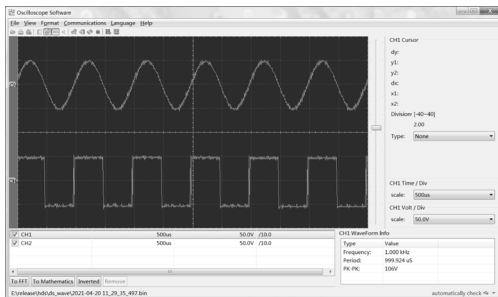 Oscilloscope Software
File View Format Communications Language Help
CH1 Cursor
dy:
y1:
y2:
dx:
x1:
x2:
Division: [-40~40]
2.00
Type: None
CH1 Time / Div
scale: 500us
CH1 Volt / Div
scale: 50.0V
CH1 500us 50.0V /10.0
CH2 500us 50.0V /10.0
CH1 WaveForm Info
Type Value
Frequency: 1.000 kHz
Period: 999.924 uS
PK-PK: 106V
To FFT To Mathematics Inverted Remove
E:\release\hds\ds_wave\2021-04-20 11_29_35_497.bin
automatically check